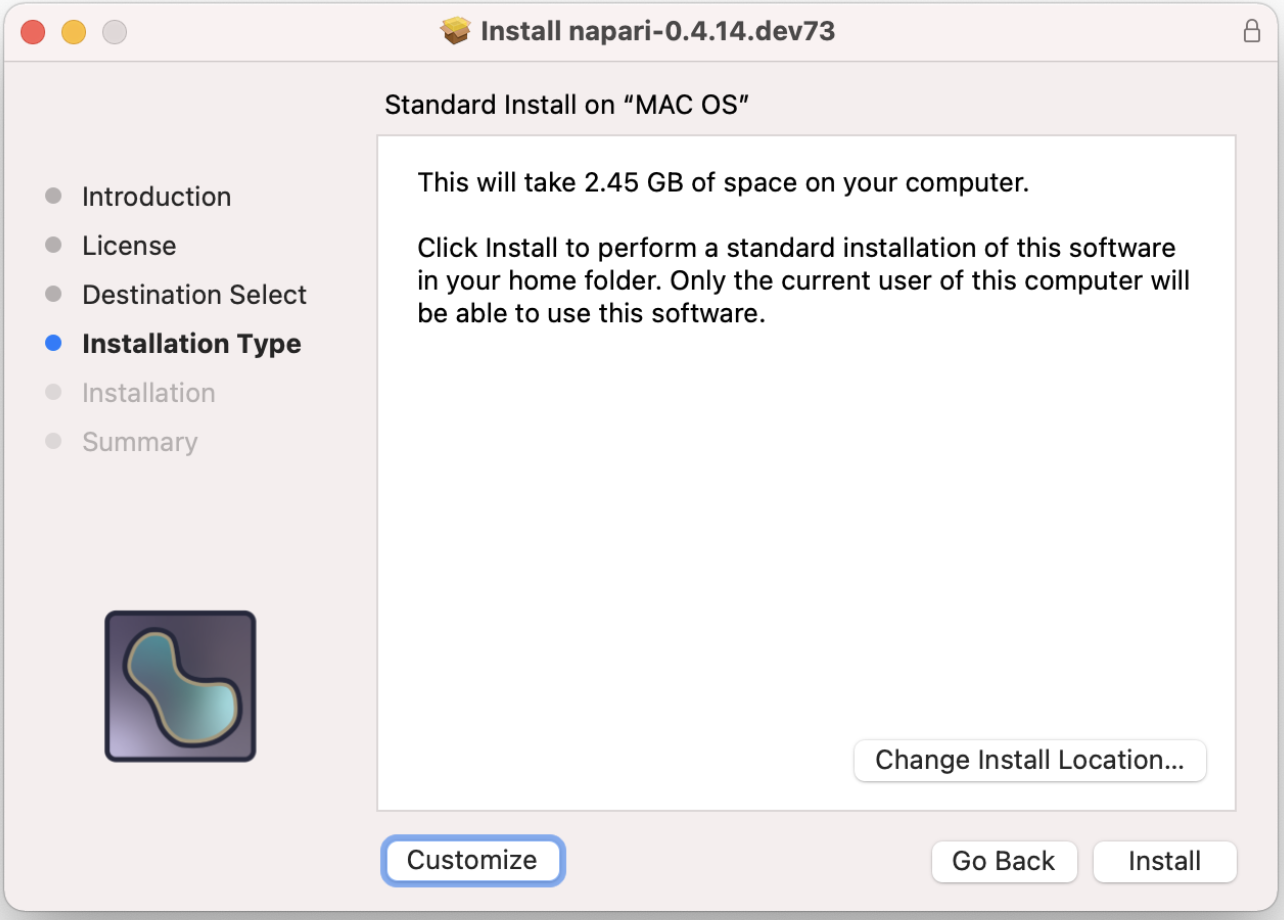 Install napari-0.4.14.dev73
Standard Install on “MAC OS”
Introduction
License
Destination Select
Installation Type
Installation
Summary
This will take 2.45 GB of space on your computer.
Click Install to perform a standard installation of this software
in your home folder. Only the current user of this computer will
be able to use this software.
Change Install Location...
Customize
Go Back
Install